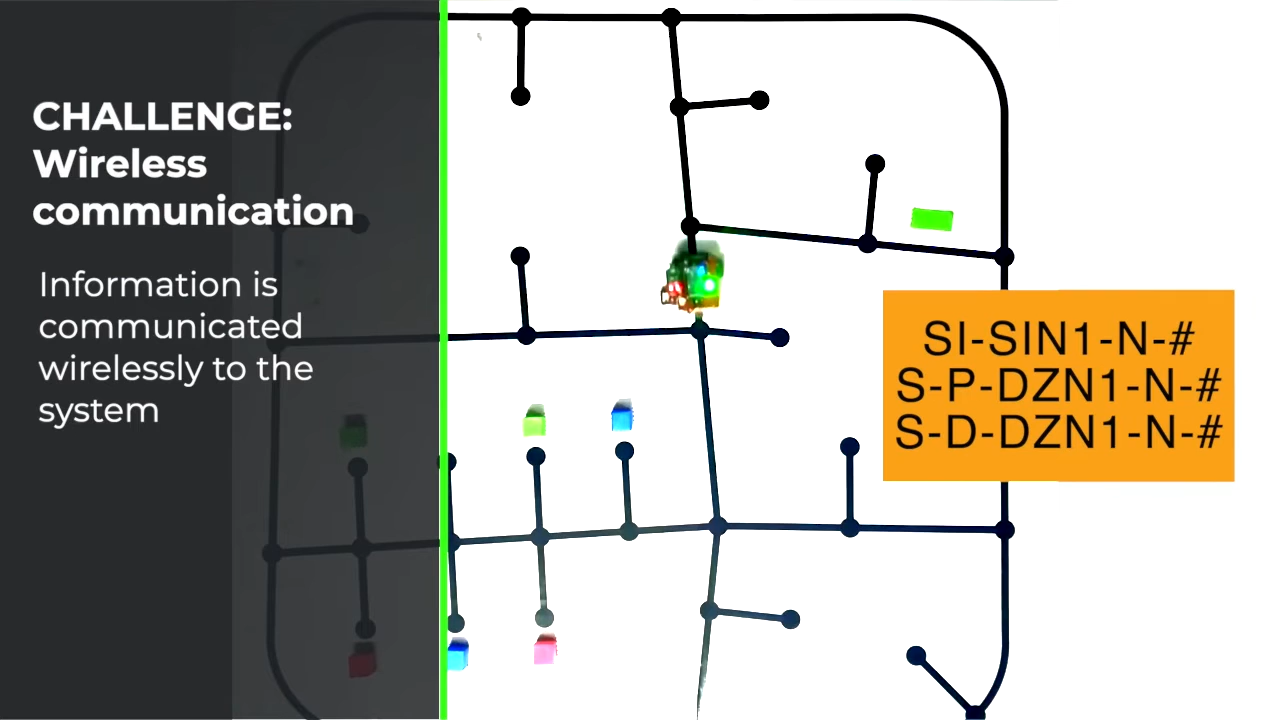 CHALLENGE:
Wireless
communication
Information is
communicated
wirelessly to the
system
SI-SIN1-N-#
S-P-DZN1-N-#
S-D-DZN1-N-#